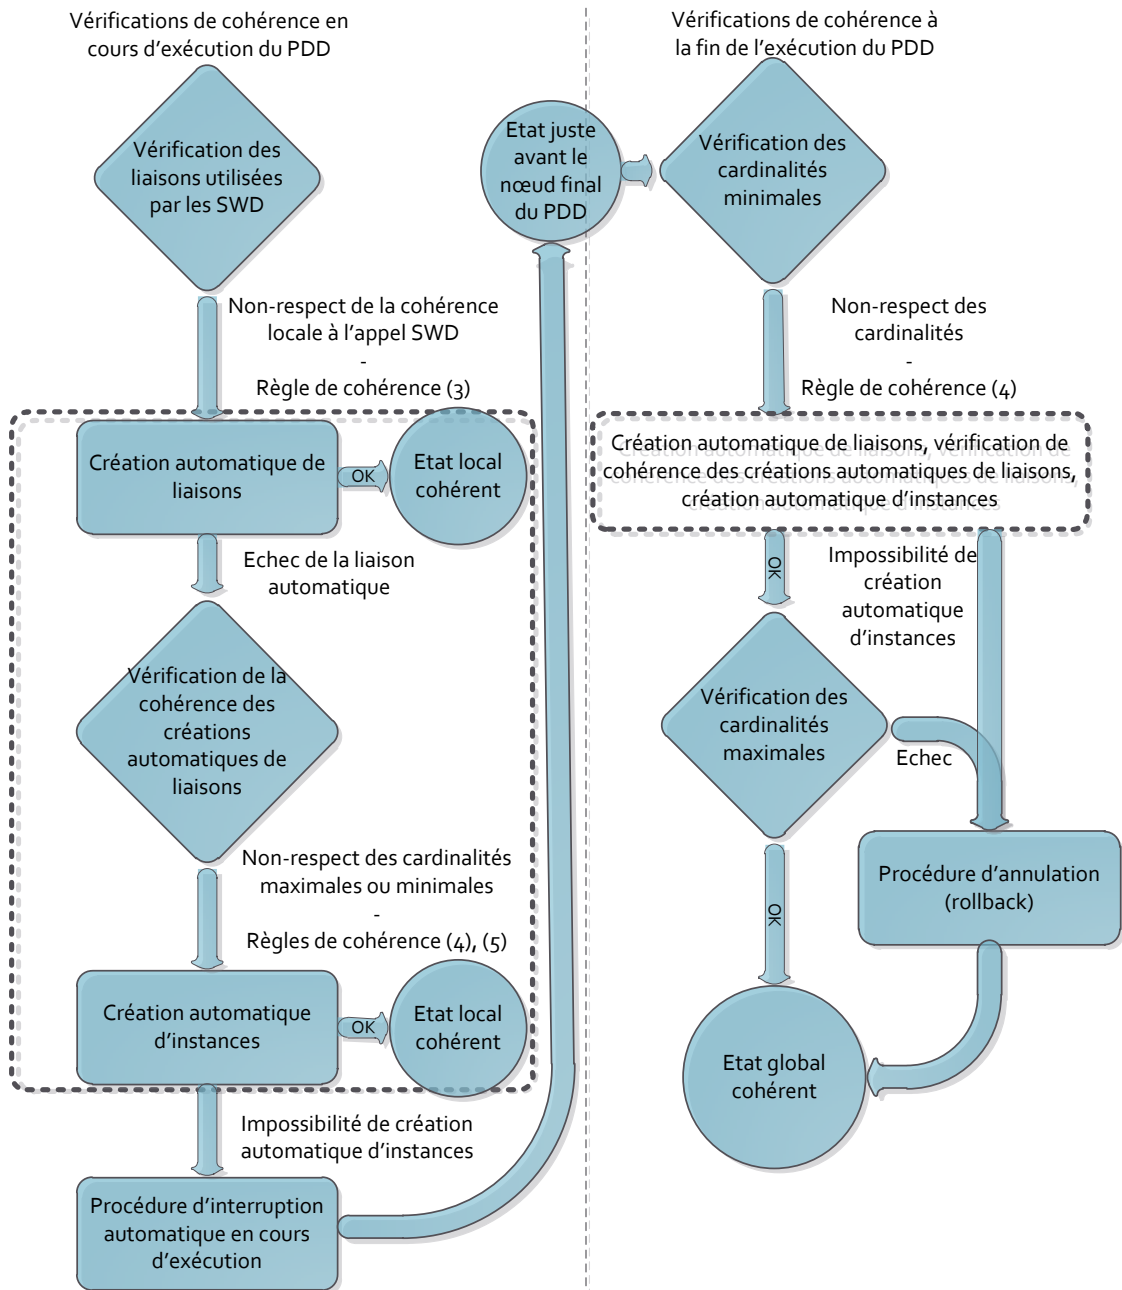 Vérifications de cohérence en
cours d'exécution du PDD
Vérification des
liaisons utilisées
par les SWD
Non-respect de la cohérence
locale à l'appel SWD
-
Règle de cohérence (3)
Création automatique de
liaisons
OK
Etat local
cohérent
Echec de la liaison
automatique
Vérification de la
cohérence des
créations
automatiques de
liaisons
Non-respect des cardinalités
maximales ou minimales
-
Règles de cohérence (4), (5)
Création automatique
d'instances
OK
Etat local
cohérent
Impossibilité de création
automatique d'instances
Procédure d'interruption
automatique en cours
d'exécution
Etat juste
avant le
nœud final
du PDD
Vérifications de cohérence à
la fin de l'exécution du PDD
Vérification des
cardinalités
minimales
Non-respect des
cardinalités
-
Règle de cohérence (4)
Création automatique de liaisons, vérification de
cohérence des créations automatiques de liaisons,
création automatique d'instances
OK
Impossibilité de
création
automatique
d'instances
Vérification des
cardinalités
maximales
Echec
Procédure d'annulation
(rollback)
OK
Etat global
cohérent